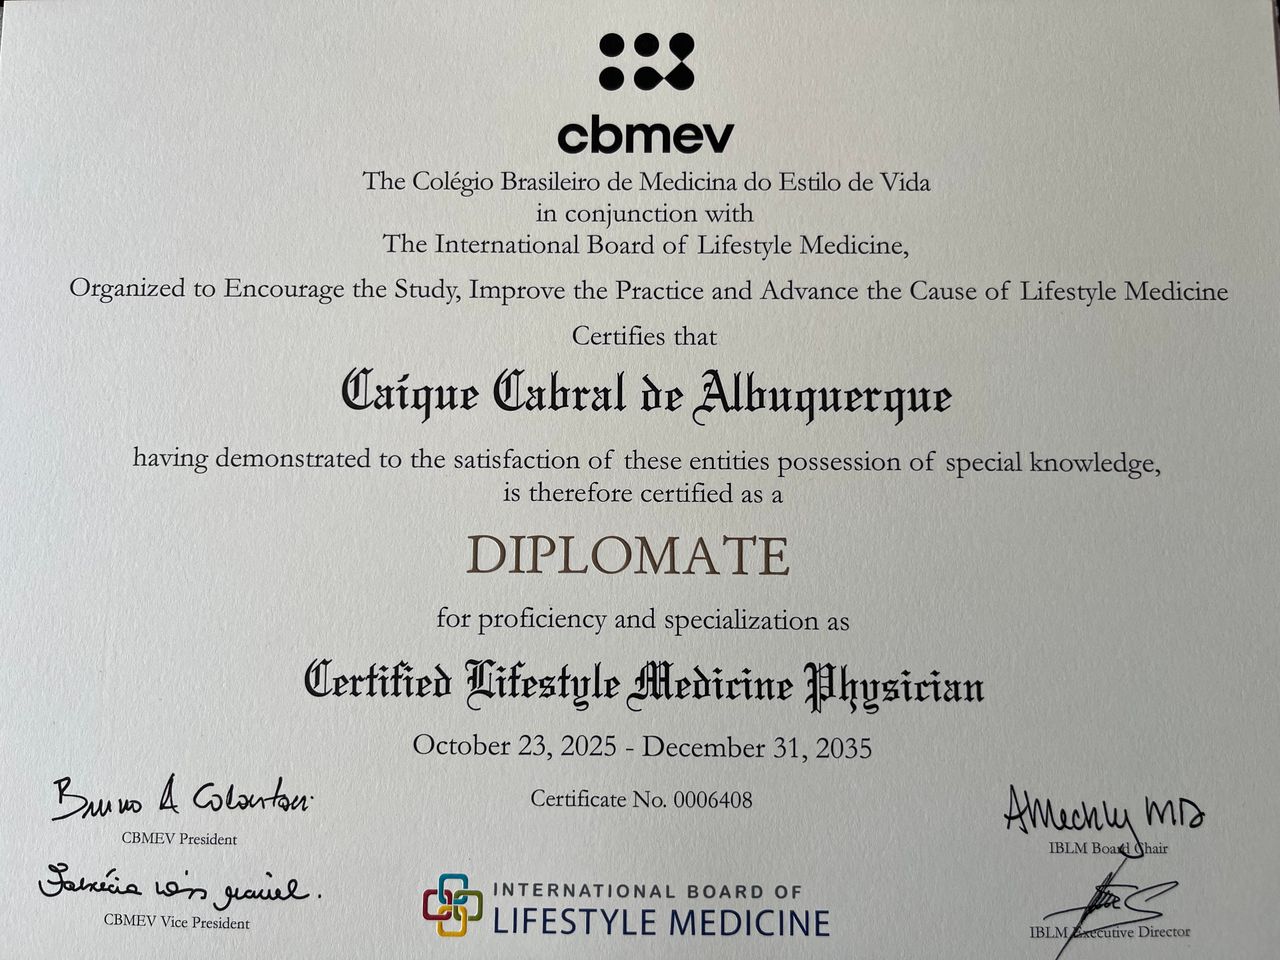 cbmev
The Colégio Brasileiro de Medicina do Estilo de Vida
in conjunction with
The International Board of Lifestyle Medicine,
Organized to Encourage the Study, Improve the Practice and Advance the Cause of Lifestyle Medicine
Certifies that
Caíque Cabral de Albuquerque
having demonstrated to the satisfaction of these entities possession of special knowledge,
is therefore certified as a
DIPLOMATE
for proficiency and specialization as
Certified Lifestyle Medicine Physician
October 23, 2025 - December 31, 2035
Certificate No. 0006408
Bruno A
CBMEV President
CBMEV Vice President
MD
IBLM Board Chair
IBLM Executive Director
INTERNATIONAL BOARD OF
LIFESTYLE MEDICINE